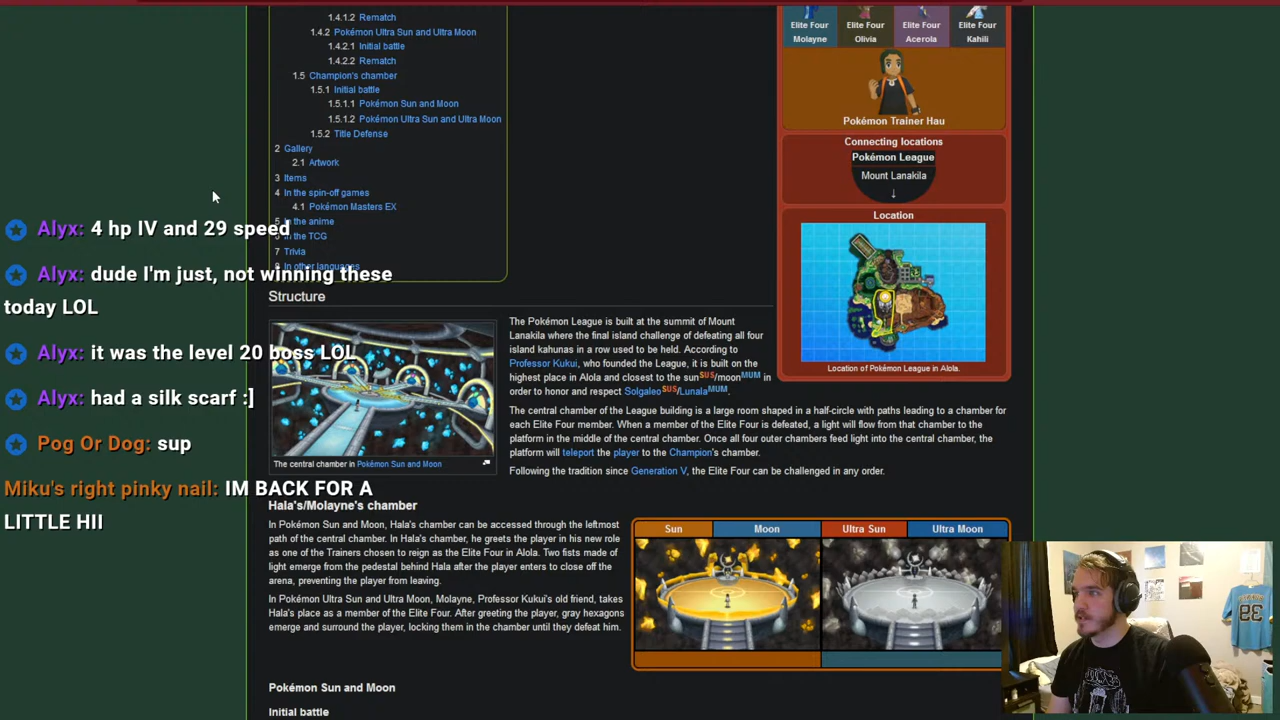 1.4.1.2 Rematch
1.4.2 Pokémon Ultra Sun and Ultra Moon
1.4.2.1 Initial battle
1.4.2.2 Rematch
1.5 Champion's chamber
1.5.1 Initial battle
1.5.1.1 Pokémon Sun and Moon
1.5.1.2 Pokémon Ultra Sun and Ultra Moon
1.5.2 Title Defense
2 Gallery
2.1 Artwork
3 Items
4 In the spin-off games
4.1 Pokémon Masters EX
5 In the anime
6 In the TCG
7 Trivia
8 In other languages
Elite Four
Molayne
Elite Four
Olivia
Elite Four
Acerola
Elite Four
Kahili
Pokémon Trainer Hau
Connecting locations
Pokémon League
Mount Lanakila
↓
Location
Location of Pokémon League in Alola.
Alyx: 4 hp IV and 29 speed
Alyx: dude I'm just, not winning these
today LOL
Alyx: it was the level 20 boss LOL
Alyx: had a silk scarf :]
Pog Or Dog: sup
Miku's right pinky nail: IM BACK FOR A
LITTLE HII
Structure
The central chamber in Pokémon Sun and Moon
The Pokémon League is built at the summit of Mount
Lanakila where the final island challenge of defeating all four
island kahunas in a row used to be held. According to
Professor Kukui, who founded the League, it is built on the
highest place in Alola and closest to the sunSUS/moonMUM in
order to honor and respect SolgaleoSUS/LunalaMUM.
The central chamber of the League building is a large room shaped in a half-circle with paths leading to a chamber for
each Elite Four member. When a member of the Elite Four is defeated, a light will flow from that chamber to the
platform in the middle of the central chamber. Once all four outer chambers feed light into the central chamber, the
platform will teleport the player to the Champion's chamber.
Following the tradition since Generation V, the Elite Four can be challenged in any order.
Hala's/Molayne's chamber
In Pokémon Sun and Moon, Hala's chamber can be accessed through the leftmost
path of the central chamber. In Hala's chamber, he greets the player in his new role
as one of the Trainers chosen to reign as the Elite Four in Alola. Two fists made of
light emerge from the pedestal behind Hala after the player enters to close off the
arena, preventing the player from leaving.
In Pokémon Ultra Sun and Ultra Moon, Molayne, Professor Kukui's old friend, takes
Hala's place as a member of the Elite Four. After greeting the player, gray hexagons
emerge and surround the player, locking them in the chamber until they defeat him.
Sun Moon Ultra Sun Ultra Moon
Pokémon Sun and Moon
Initial battle